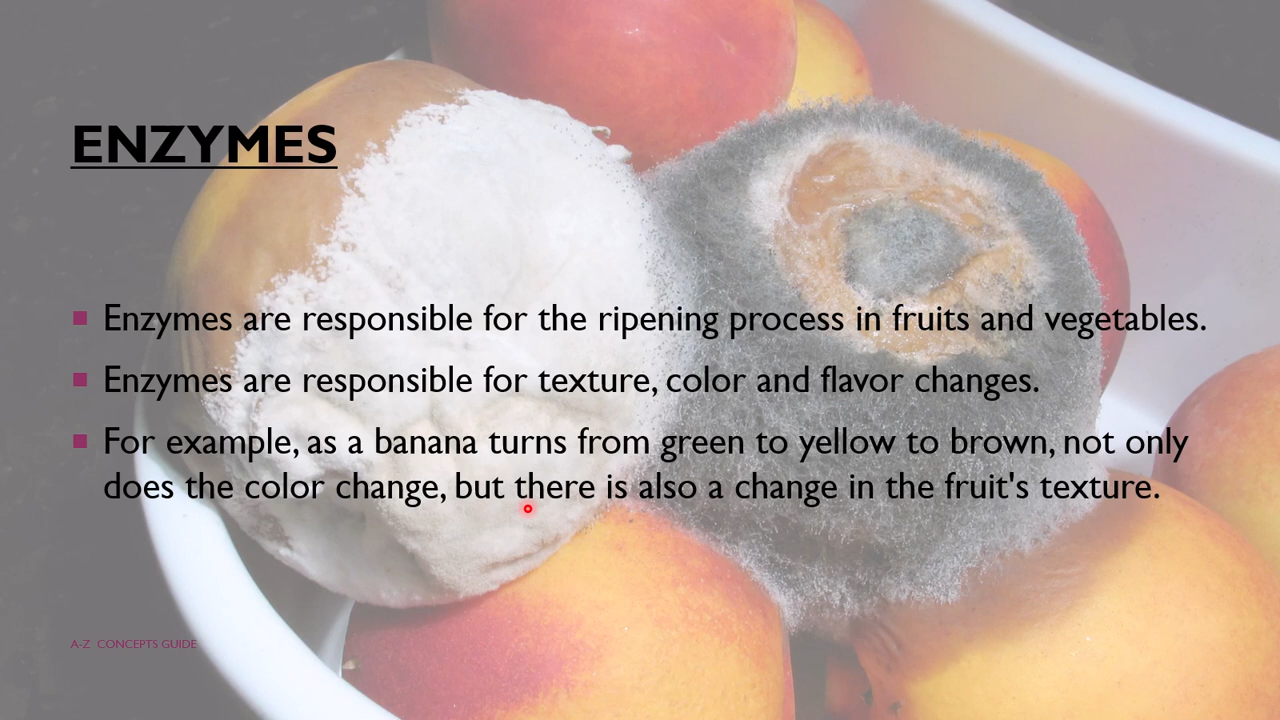 ENZYMES
Enzymes are responsible for the ripening process in fruits and vegetables.
Enzymes are responsible for texture, color and flavor changes.
For example, as a banana turns from green to yellow to brown, not only
does the color change, but there is also a change in the fruit's texture.
A-Z CONCEPTS GUIDE